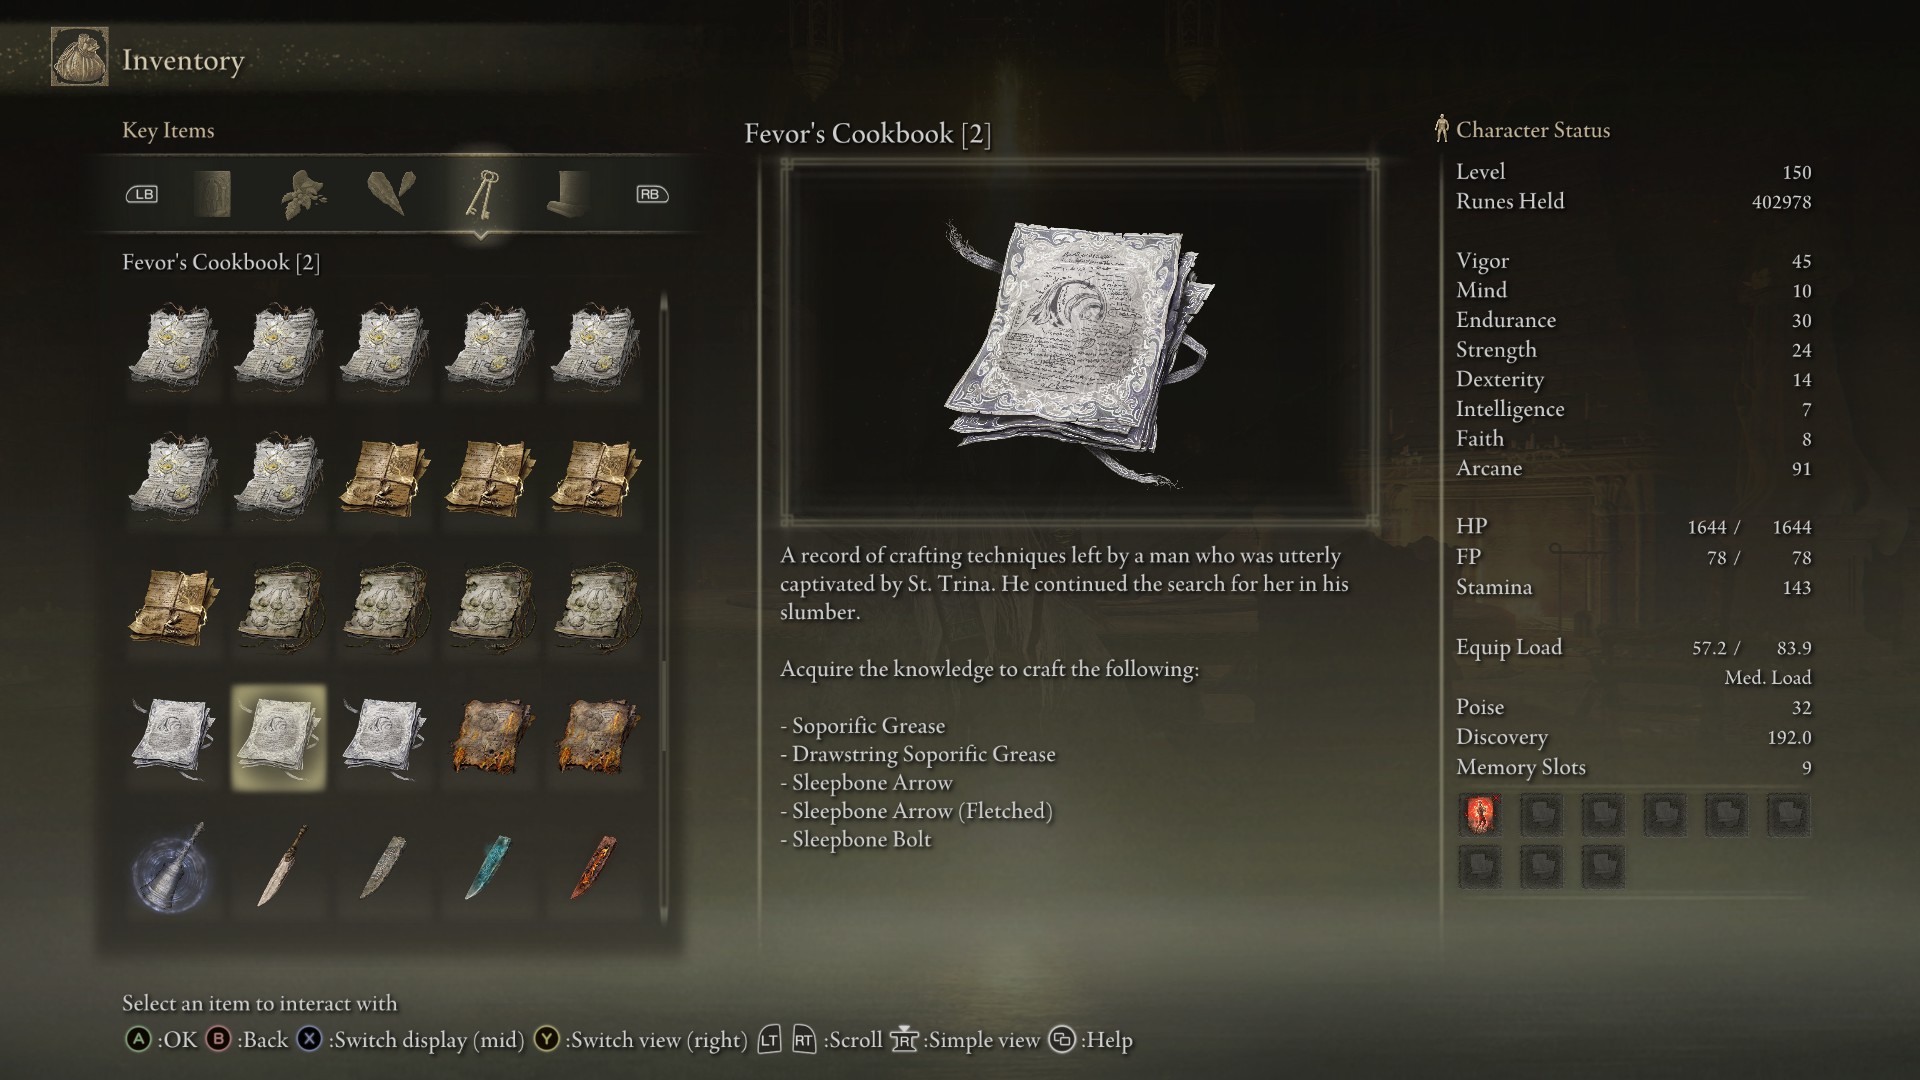 Inventory
Key Items
LB
RB
Fevor's Cookbook [2]
Fevor's Cookbook [2]
A record of crafting techniques left by a man who was utterly
captivated by St. Trina. He continued the search for her in his
slumber.
Acquire the knowledge to craft the following:
- Soporific Grease
- Drawstring Soporific Grease
- Sleepbone Arrow
- Sleepbone Arrow (Fletched)
- Sleepbone Bolt
Character Status
Level 150
Runes Held 402978
Vigor 45
Mind 10
Endurance 30
Strength 24
Dexterity 14
Intelligence 7
Faith 8
Arcane 91
HP 1644 / 1644
FP 78 / 78
Stamina 143
Equip Load 57.2 / 83.9
Med. Load
Poise 32
Discovery 192.0
Memory Slots 9
Select an item to interact with
A :OK B :Back X :Switch display (mid) Y :Switch view (right) LT RT :Scroll R :Simple view :Help